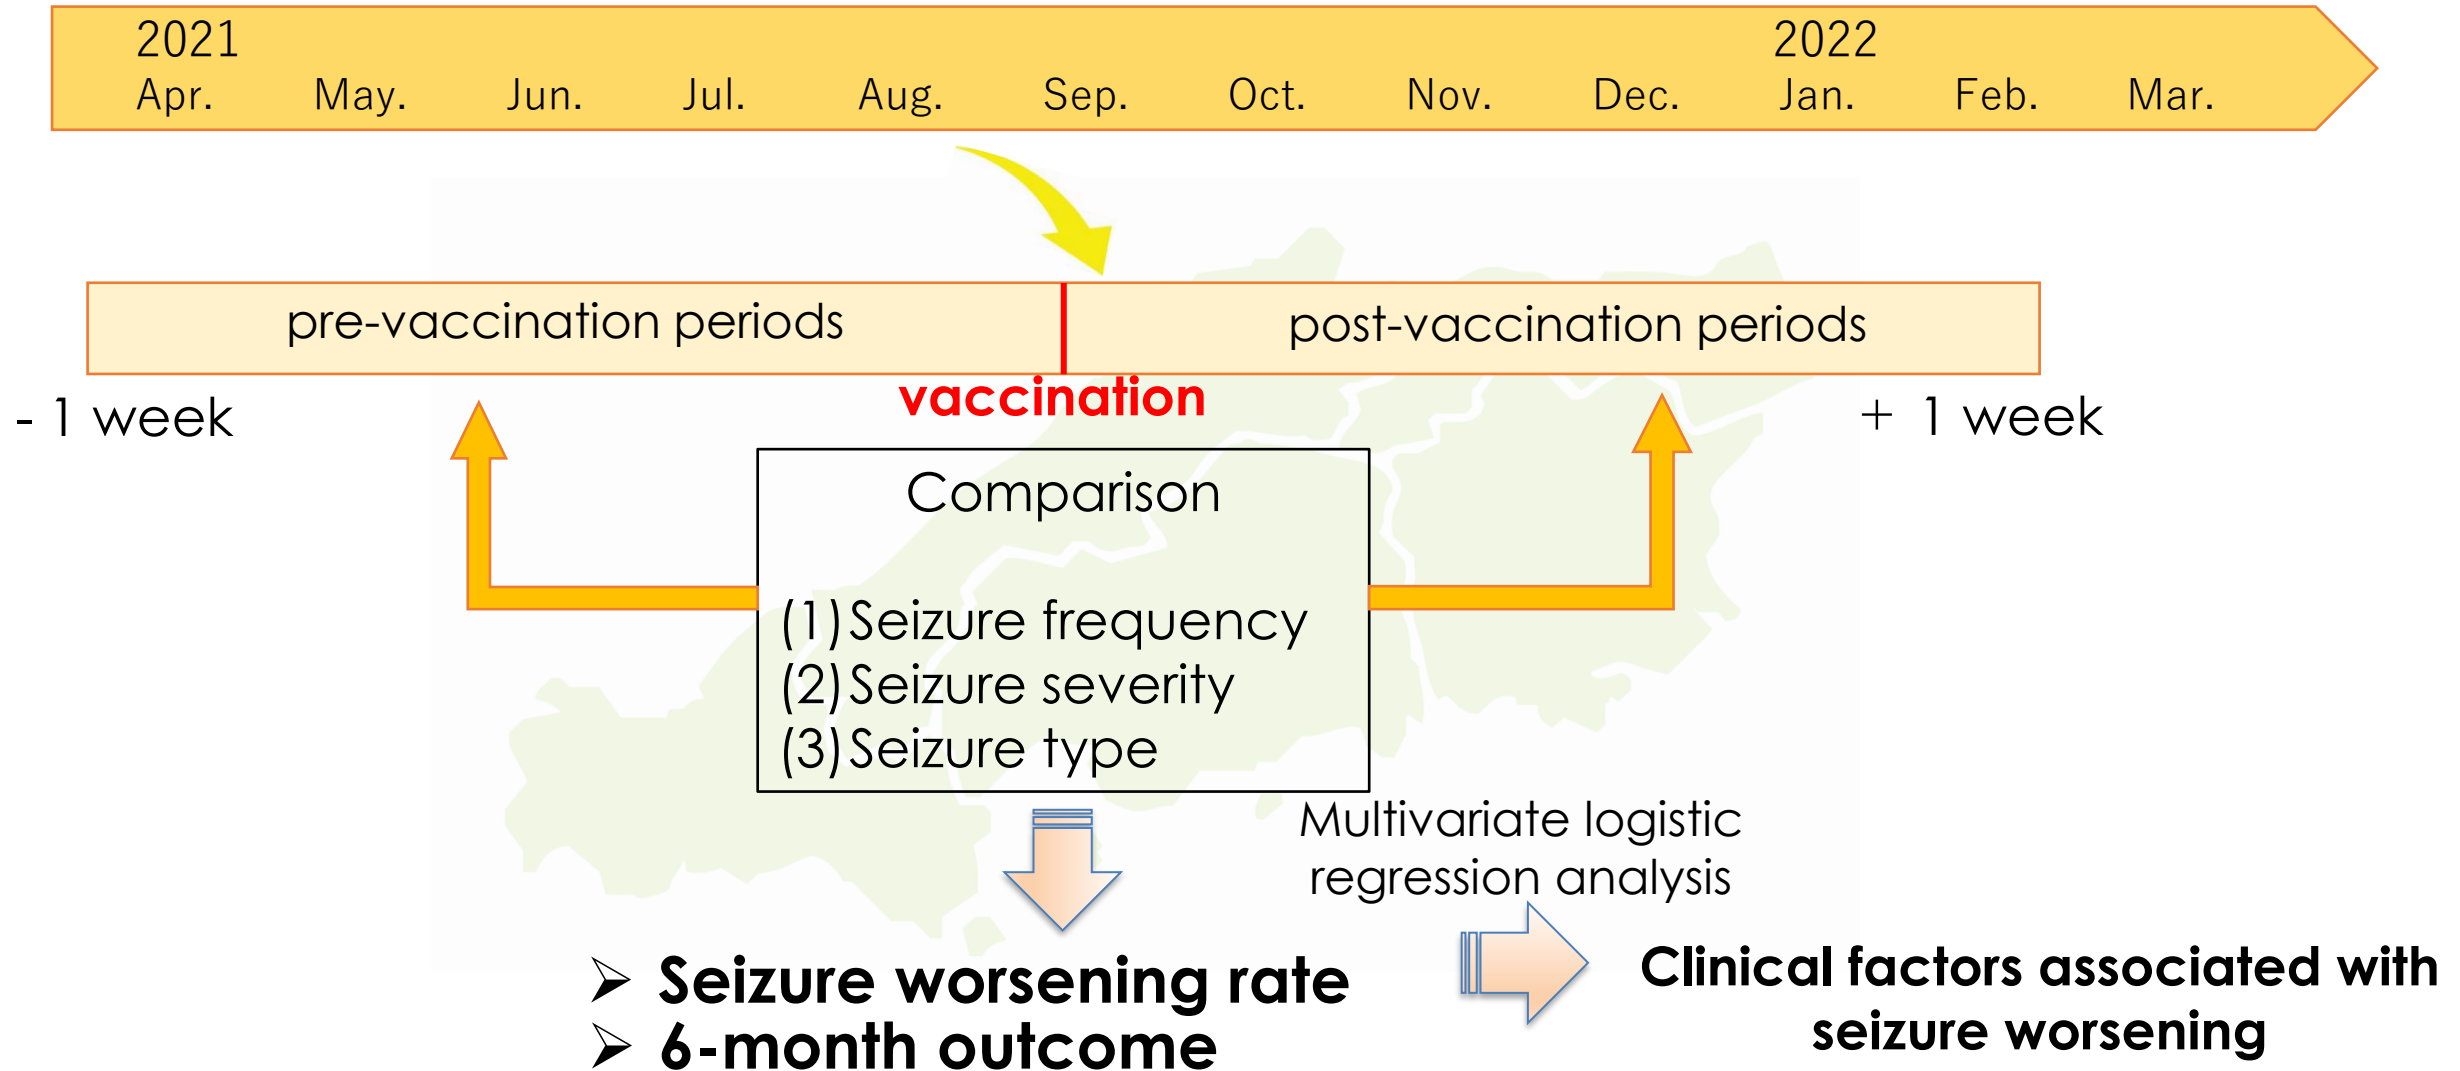 2021
2022
Apr. May. Jun. Jul. Aug. Sep. Oct. Nov. Dec. Jan. Feb. Mar.
pre-vaccination periods
post-vaccination periods
vaccination
- 1 week
+ 1 week
Comparison
(1) Seizure frequency
(2) Seizure severity
(3) Seizure type
Multivariate logistic
regression analysis
➢ Seizure worsening rate
➢ 6-month outcome
Clinical factors associated with
seizure worsening